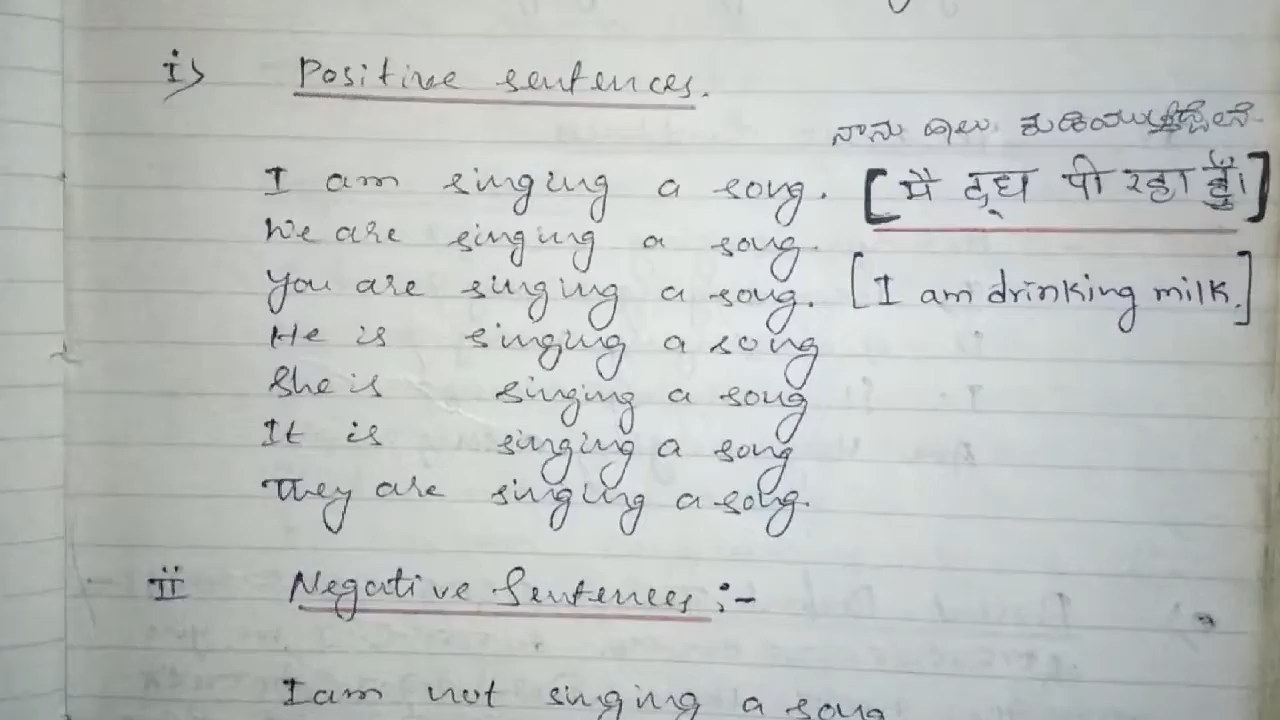 i) Positive sentences.
ನಾನು ಹಾಲು ಕುಡಿಯುತ್ತಿದ್ದೇನೆ
I am singing a song. [मै दूध पी रहा हूँ।]
We are singing a song.
You are singing a song. [I am drinking milk.]
He is singing a song
She is singing a song
It is singing a song
They are singing a song.
ii Negative Sentences :-
I am not singing a song